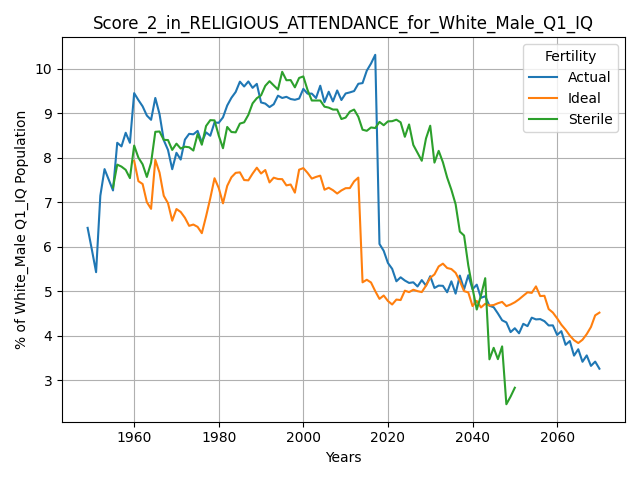 Score_2_in_RELIGIOUS_ATTENDANCE_for_White_Male_Q1_IQ
% of White_Male Q1_IQ Population
10
9
8
7
6
5
4
3
Fertility
Actual
Ideal
Sterile
1960 1980 2000 2020 2040 2060
Years